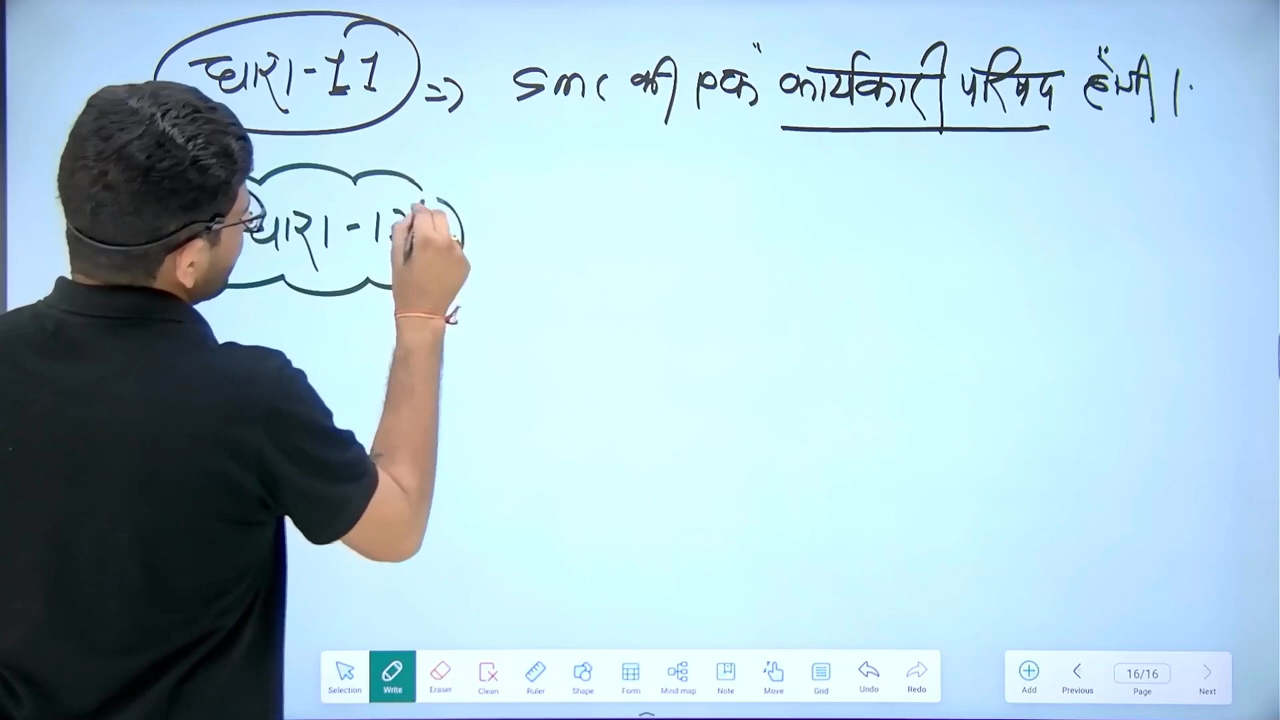 धारा-11 => SMC की एक "कार्यकारी परिषद" होगी।
धारा-1
Selection Write Eraser Clean Ruler Shape Form Mind map Note Move Grid Undo Redo Add Previous 16/16 Page Next